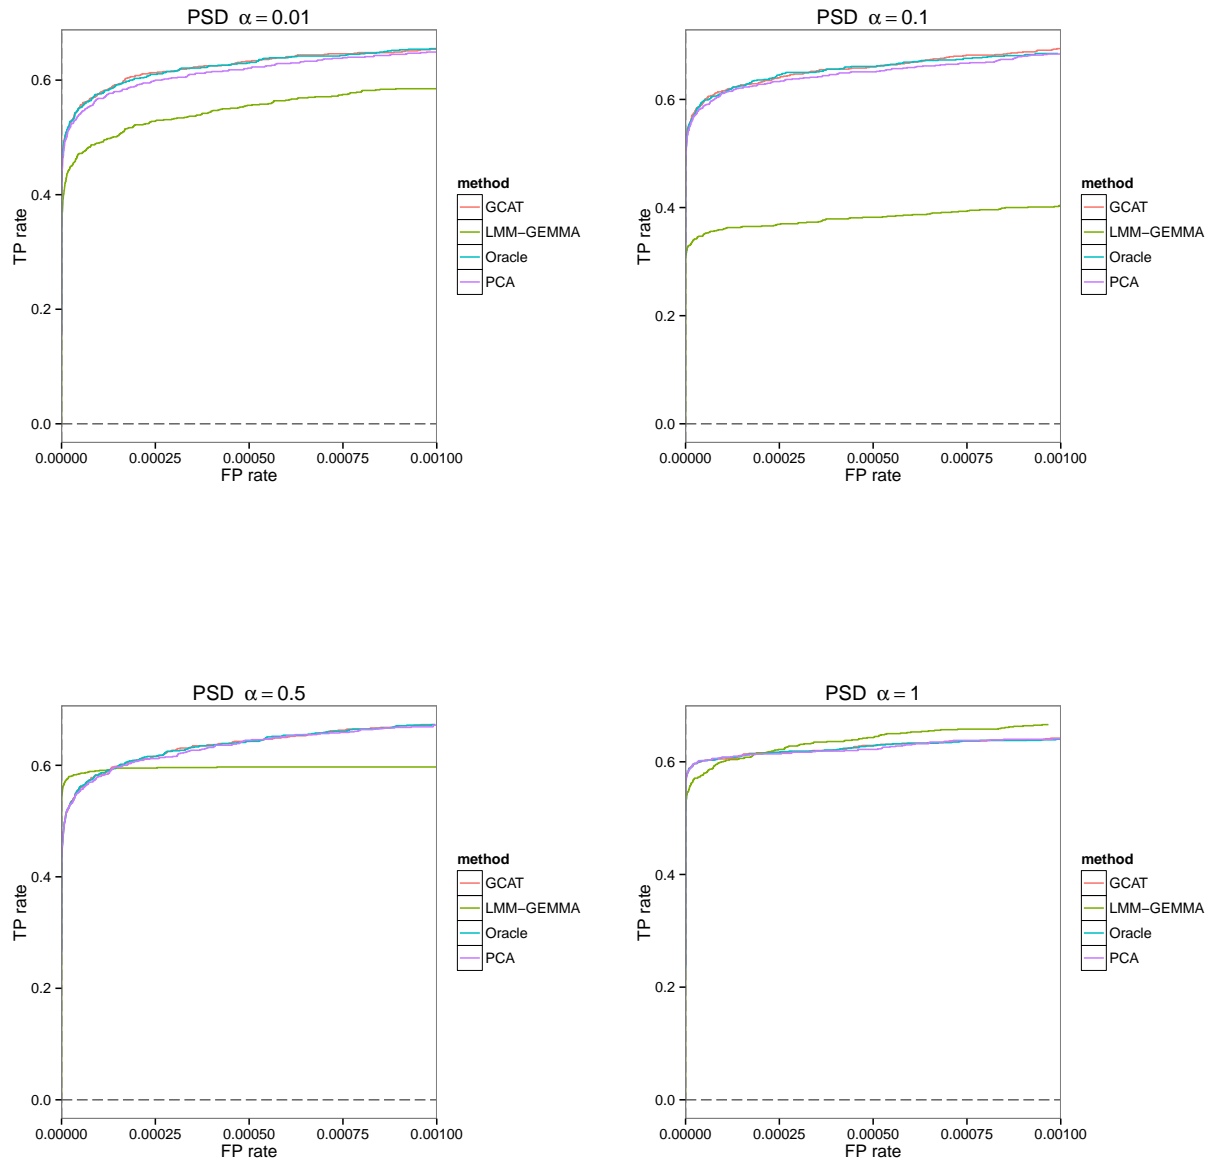 PSD α = 0.01
TP rate
0.6
0.4
0.2
0.0
0.00000 0.00025 0.00050 0.00075 0.00100
FP rate
method
GCAT
LMM−GEMMA
Oracle
PCA
PSD α = 0.1
TP rate
0.6
0.4
0.2
0.0
0.00000 0.00025 0.00050 0.00075 0.00100
FP rate
method
GCAT
LMM−GEMMA
Oracle
PCA
PSD α = 0.5
TP rate
0.6
0.4
0.2
0.0
0.00000 0.00025 0.00050 0.00075 0.00100
FP rate
method
GCAT
LMM−GEMMA
Oracle
PCA
PSD α = 1
TP rate
0.6
0.4
0.2
0.0
0.00000 0.00025 0.00050 0.00075 0.00100
FP rate
method
GCAT
LMM−GEMMA
Oracle
PCA